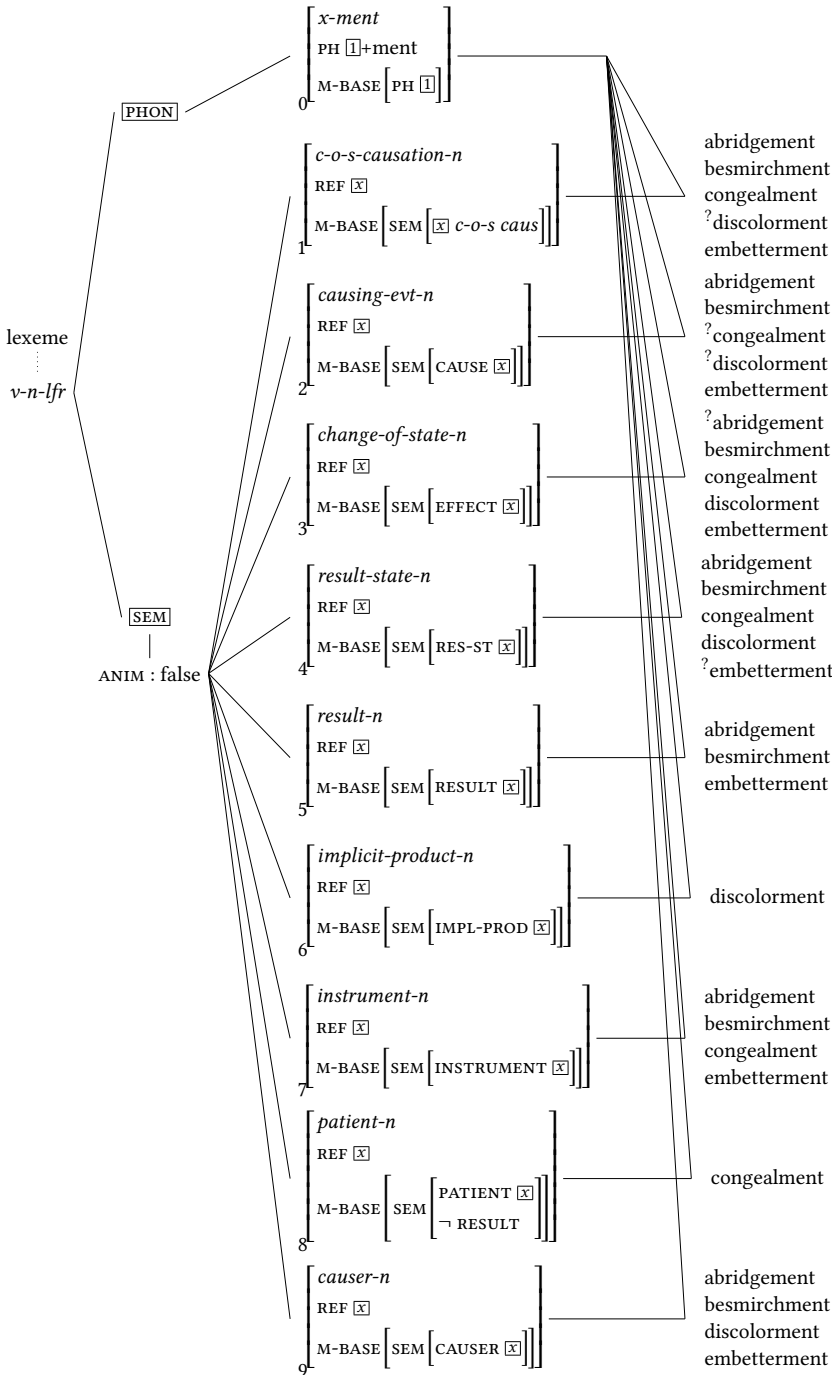 x-ment
PH 1+ment
M-BASE[PH 1]
0
PHON
c-o-s-causation-n
REF x
M-BASE[SEM[x c-o-s caus]]
1
abridgement
besmirchment
congealment
?discolorment
embetterment
causing-evt-n
REF x
M-BASE[SEM[CAUSE x]]
2
abridgement
besmirchment
?congealment
?discolorment
embetterment
lexeme
v-n-lfr
change-of-state-n
REF x
M-BASE[SEM[EFFECT x]]
3
?abridgement
besmirchment
congealment
discolorment
embetterment
result-state-n
REF x
M-BASE[SEM[RES-ST x]]
4
abridgement
besmirchment
congealment
discolorment
?embetterment
SEM
ANIM : false
result-n
REF x
M-BASE[SEM[RESULT x]]
5
abridgement
besmirchment
embetterment
implicit-product-n
REF x
M-BASE[SEM[IMPL-PROD x]]
6
discolorment
instrument-n
REF x
M-BASE[SEM[INSTRUMENT x]]
7
abridgement
besmirchment
congealment
embetterment
patient-n
REF x
M-BASE[SEM[PATIENT x
¬ RESULT]]
8
congealment
causer-n
REF x
M-BASE[SEM[CAUSER x]]
9
abridgement
besmirchment
discolorment
embetterment